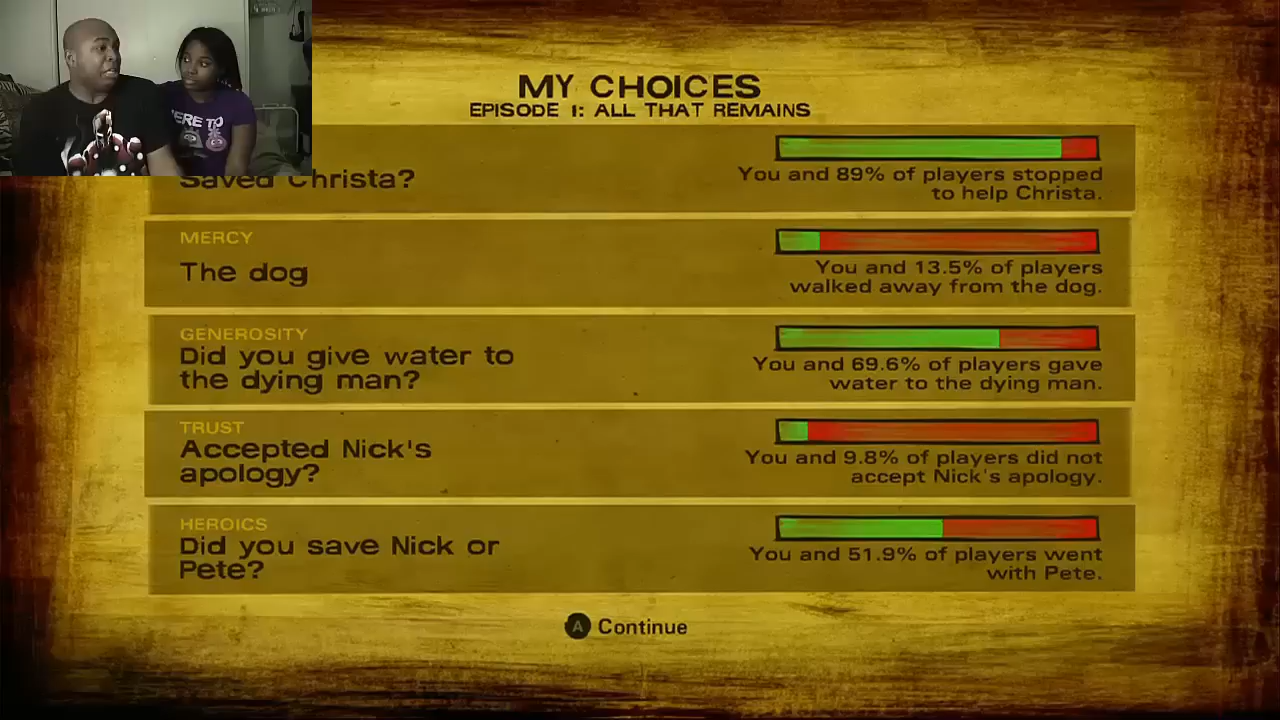 MY CHOICES
EPISODE 1: ALL THAT REMAINS
Saved Christa?
You and 89% of players stopped
to help Christa.
MERCY
The dog
You and 13.5% of players
walked away from the dog.
GENEROSITY
Did you give water to
the dying man?
You and 69.6% of players gave
water to the dying man.
TRUST
Accepted Nick's
apology?
You and 9.8% of players did not
accept Nick's apology.
HEROICS
Did you save Nick or
Pete?
You and 51.9% of players went
with Pete.
A Continue